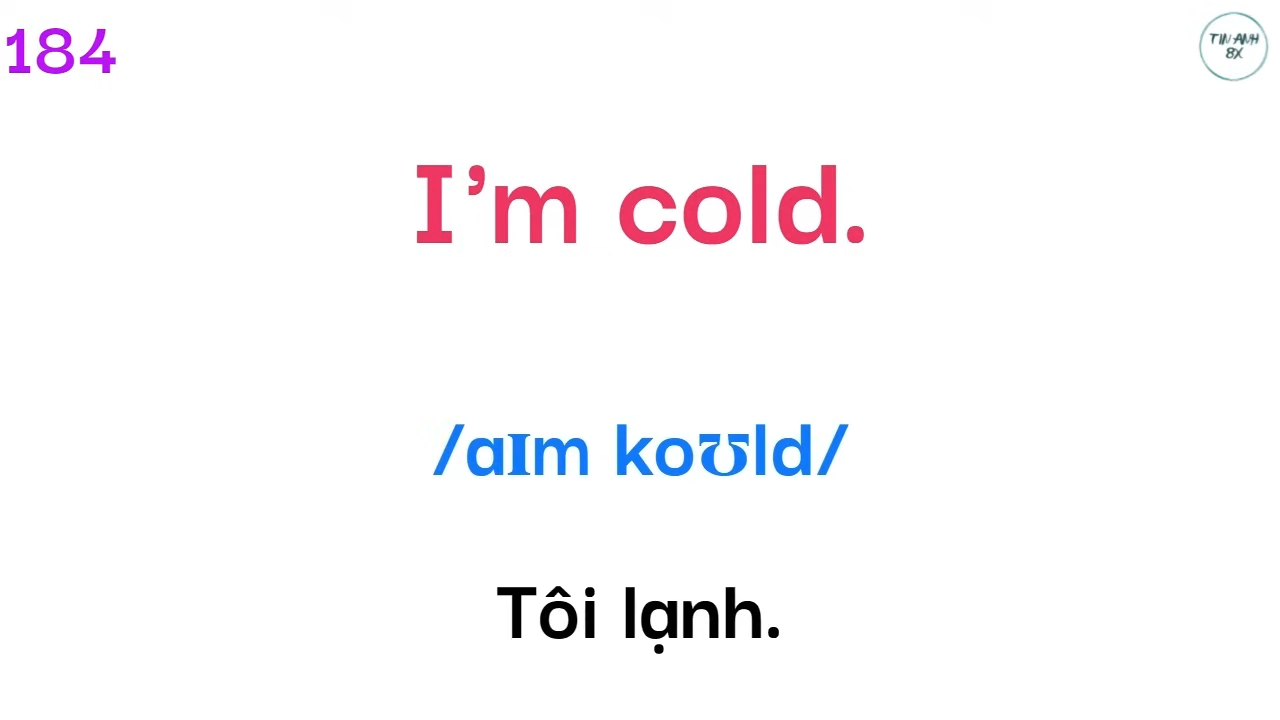 184
TIN ANH
8X
I’m cold.
/aɪm koʊld/
Tôi lạnh.